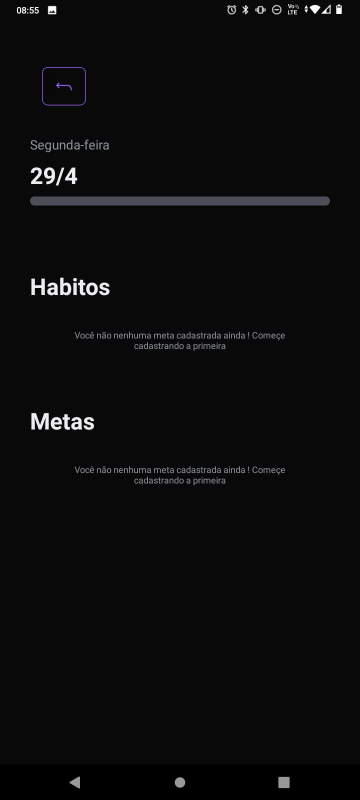 08:55
Vo LTE
Segunda-feira
29/4
Habitos
Você não nenhuma meta cadastrada ainda ! Começe
cadastrando a primeira
Metas
Você não nenhuma meta cadastrada ainda ! Começe
cadastrando a primeira